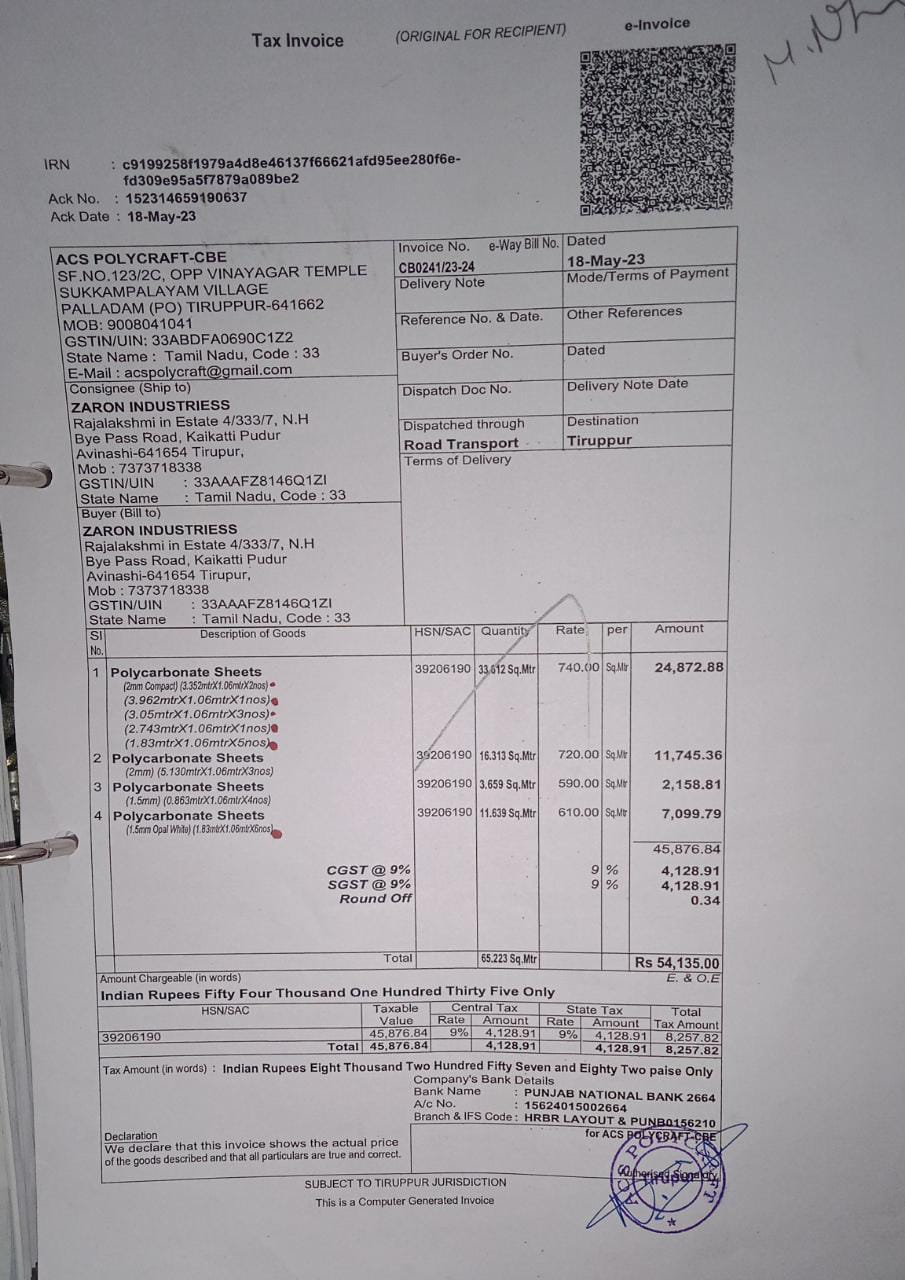 Tax Invoice
(ORIGINAL FOR RECIPIENT)
e-Invoice
IRN : c9199258f1979a4d8e46137f66621afd95ee280f6e-
fd309e95a5f7879a089be2
Ack No. : 152314659190637
Ack Date : 18-May-23
ACS POLYCRAFT-CBE
SF.NO.123/2C, OPP VINAYAGAR TEMPLE
SUKKAMPALAYAM VILLAGE
PALLADAM (PO) TIRUPPUR-641662
MOB: 9008041041
GSTIN/UIN: 33ABDFA0690C1Z2
State Name : Tamil Nadu, Code : 33
E-Mail : acspolycraft@gmail.com
Invoice No. e-Way Bill No.
CB0241/23-24
Dated
18-May-23
Delivery Note
Mode/Terms of Payment
Reference No. & Date.
Other References
Buyer's Order No.
Dated
Dispatch Doc No.
Delivery Note Date
Dispatched through
Road Transport
Destination
Tiruppur
Terms of Delivery
Consignee (Ship to)
ZARON INDUSTRIESS
Rajalakshmi in Estate 4/333/7, N.H
Bye Pass Road, Kaikatti Pudur
Avinashi-641654 Tirupur,
Mob : 7373718338
GSTIN/UIN : 33AAAFZ8146Q1ZI
State Name : Tamil Nadu, Code : 33
Buyer (Bill to)
ZARON INDUSTRIESS
Rajalakshmi in Estate 4/333/7, N.H
Bye Pass Road, Kaikatti Pudur
Avinashi-641654 Tirupur,
Mob : 7373718338
GSTIN/UIN : 33AAAFZ8146Q1ZI
State Name : Tamil Nadu, Code : 33
Sl No. Description of Goods HSN/SAC Quantity Rate per Amount
1 Polycarbonate Sheets 39206190 33.612 Sq.Mtr 740.00 Sq.Mtr 24,872.88
(2mm Compact) (3.352mtrX1.06mtrX2nos)
(3.962mtrX1.06mtrX1nos)
(3.05mtrX1.06mtrX3nos)
(2.743mtrX1.06mtrX1nos)
(1.83mtrX1.06mtrX5nos)
2 Polycarbonate Sheets 39206190 16.313 Sq.Mtr 720.00 Sq.Mtr 11,745.36
(2mm) (5.130mtrX1.06mtrX3nos)
3 Polycarbonate Sheets 39206190 3.659 Sq.Mtr 590.00 Sq.Mtr 2,158.81
(1.5mm) (0.863mtrX1.06mtrX4nos)
4 Polycarbonate Sheets 39206190 11.639 Sq.Mtr 610.00 Sq.Mtr 7,099.79
(1.5mm Opal White) (1.83mtrX1.06mtrX6nos)
45,876.84
CGST @ 9% 9 % 4,128.91
SGST @ 9% 9 % 4,128.91
Round Off 0.34
Total 65.223 Sq.Mtr Rs 54,135.00
Amount Chargeable (in words) E. & O.E
Indian Rupees Fifty Four Thousand One Hundred Thirty Five Only
HSN/SAC Taxable Value Central Tax State Tax Total Tax Amount
Rate Amount Rate Amount
39206190 45,876.84 9% 4,128.91 9% 4,128.91 8,257.82
Total 45,876.84 4,128.91 4,128.91 8,257.82
Tax Amount (in words) : Indian Rupees Eight Thousand Two Hundred Fifty Seven and Eighty Two paise Only
Company's Bank Details
Bank Name : PUNJAB NATIONAL BANK 2664
A/c No. : 15624015002664
Branch & IFS Code : HRBR LAYOUT & PUNB0156210
Declaration
We declare that this invoice shows the actual price
of the goods described and that all particulars are true and correct.
for ACS POLYCRAFT-CBE
Authorised Signatory
ACS POLYCRAFT
Tirupur
SUBJECT TO TIRUPPUR JURISDICTION
This is a Computer Generated Invoice